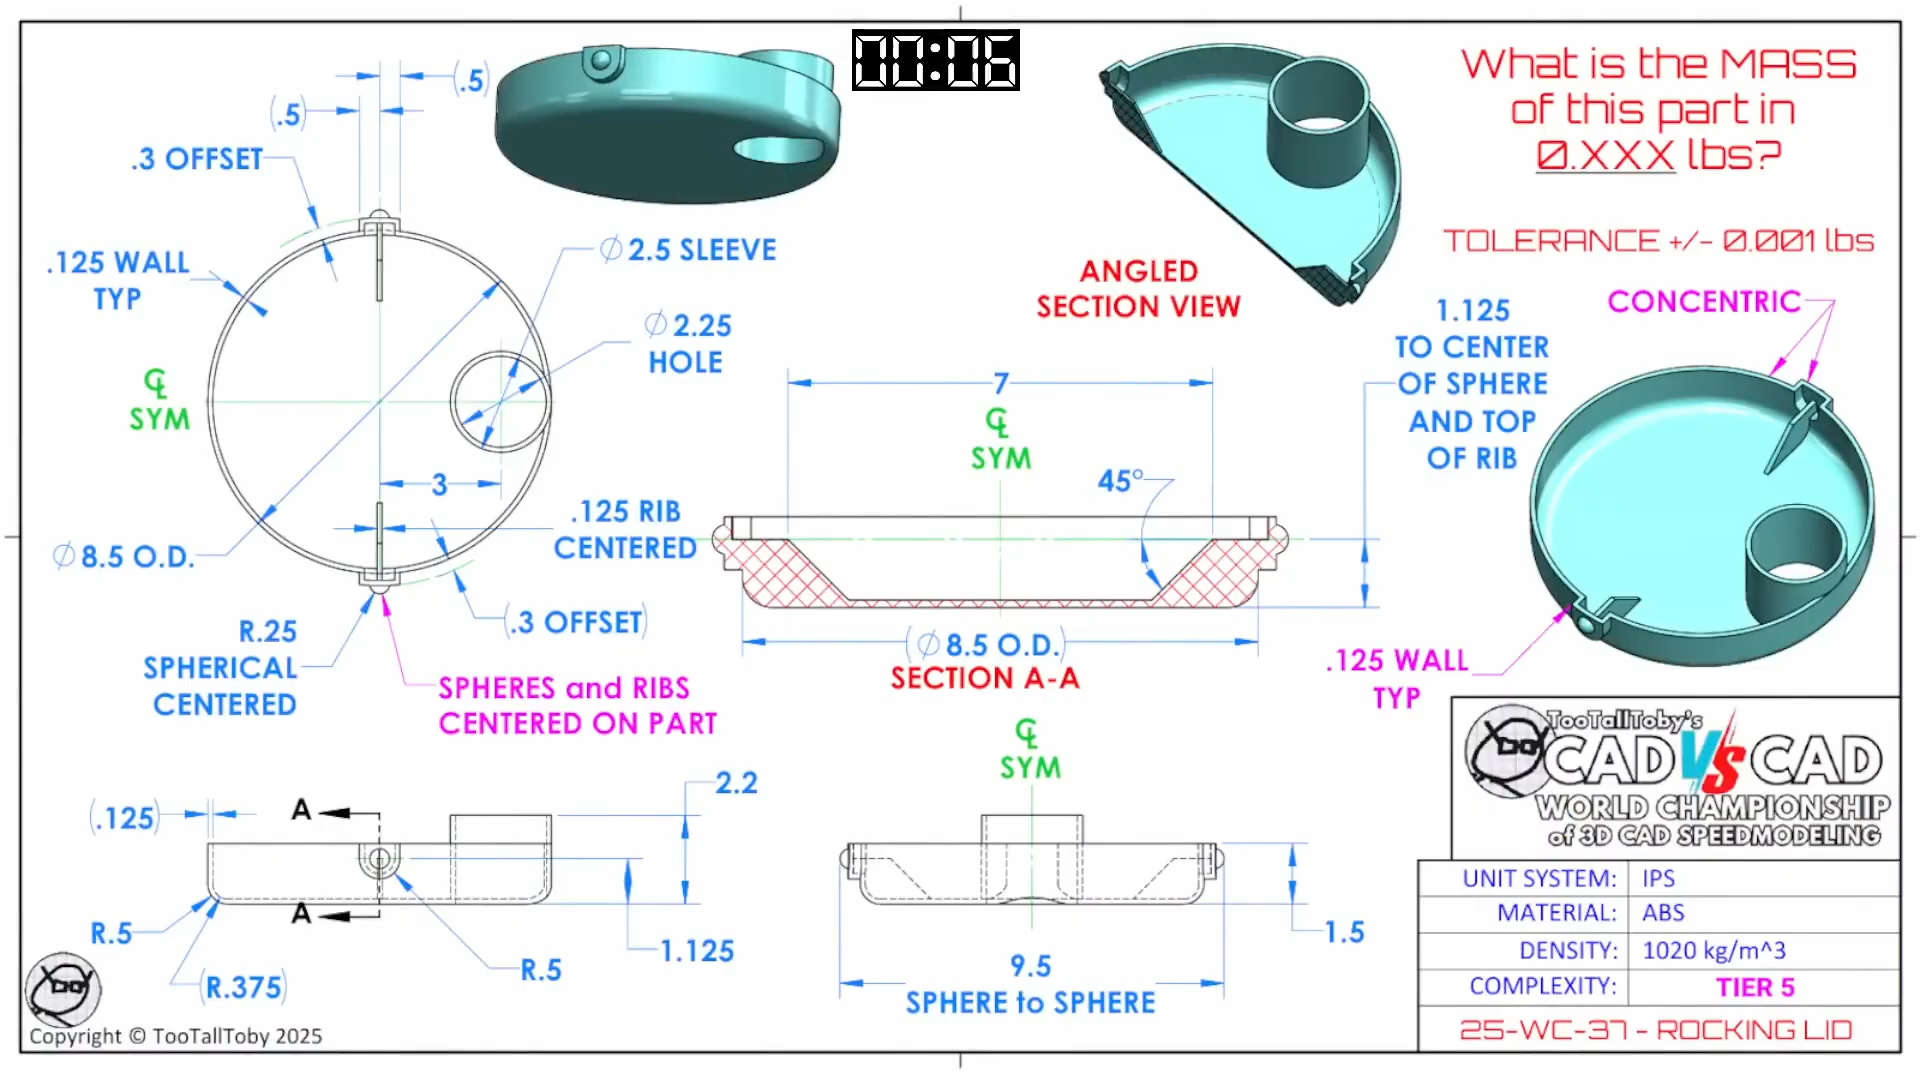 00:06
What is the MASS
of this part in
0.XXX lbs?
TOLERANCE +/- 0.001 lbs
(.5)
(.5)
.3 OFFSET
.125 WALL
TYP
∅ 2.5 SLEEVE
∅ 2.25
HOLE
℄
SYM
3
∅ 8.5 O.D.
.125 RIB
CENTERED
(.3 OFFSET)
R.25
SPHERICAL
CENTERED
SPHERES and RIBS
CENTERED ON PART
ANGLED
SECTION VIEW
7
℄
SYM
45°
1.125
TO CENTER
OF SPHERE
AND TOP
OF RIB
(∅ 8.5 O.D.)
SECTION A-A
CONCENTRIC
.125 WALL
TYP
(.125)
A
A
2.2
R.5
(R.375)
R.5
1.125
℄
SYM
1.5
9.5
SPHERE to SPHERE
TooTallToby's
CAD VS CAD
WORLD CHAMPIONSHIP
of 3D CAD SPEEDMODELING
UNIT SYSTEM: IPS
MATERIAL: ABS
DENSITY: 1020 kg/m^3
COMPLEXITY: TIER 5
25-WC-37 - ROCKING LID
Copyright © TooTallToby 2025